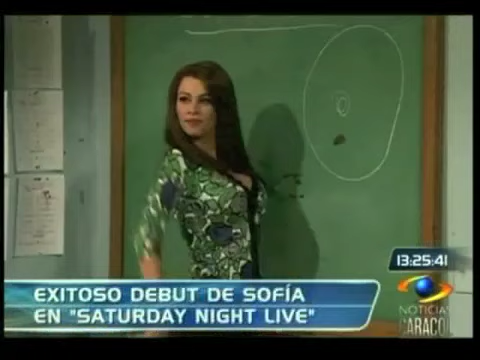 13:25:41
EXITOSO DEBUT DE SOFÍA
EN "SATURDAY NIGHT LIVE"
NOTICIAS
CARACOL